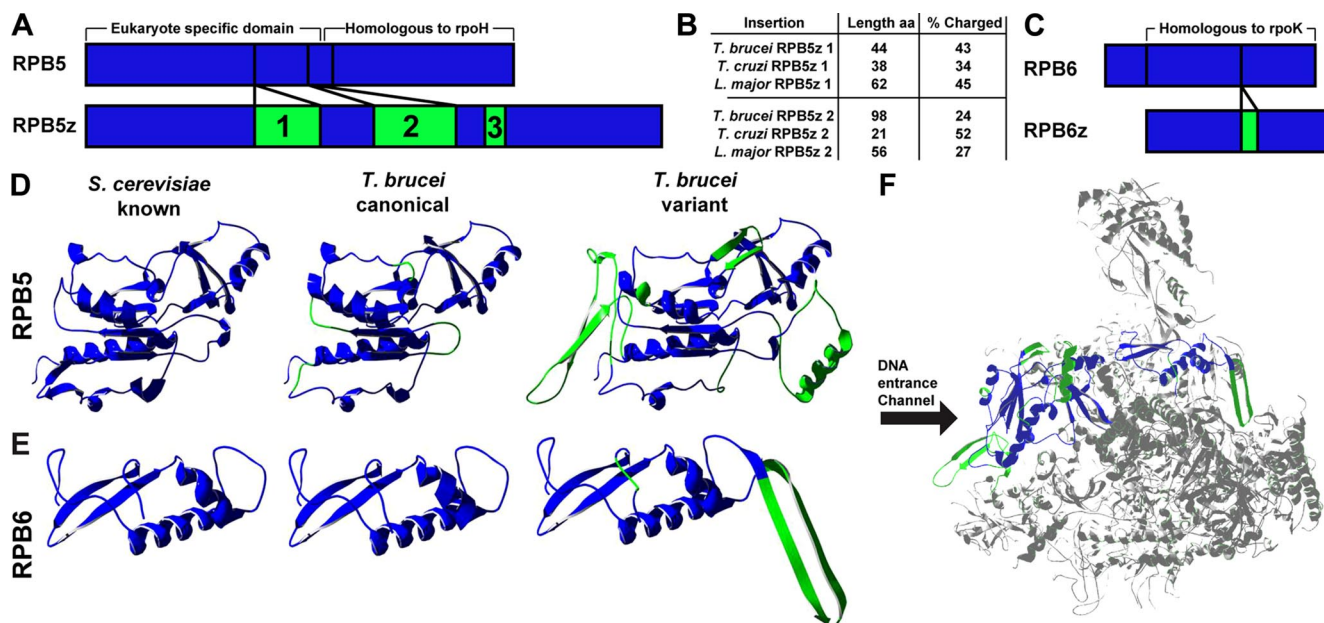 A
Eukaryote specific domain
Homologous to rpoH
RPB5
RPB5z
1
2
3
B
Insertion Length aa % Charged
T. brucei RPB5z 1 44 43
T. cruzi RPB5z 1 38 34
L. major RPB5z 1 62 45
T. brucei RPB5z 2 98 24
T. cruzi RPB5z 2 21 52
L. major RPB5z 2 56 27
C
Homologous to rpoK
RPB6
RPB6z
D
S. cerevisiae
known
T. brucei
canonical
T. brucei
variant
RPB5
E
RPB6
F
DNA
entrance
Channel